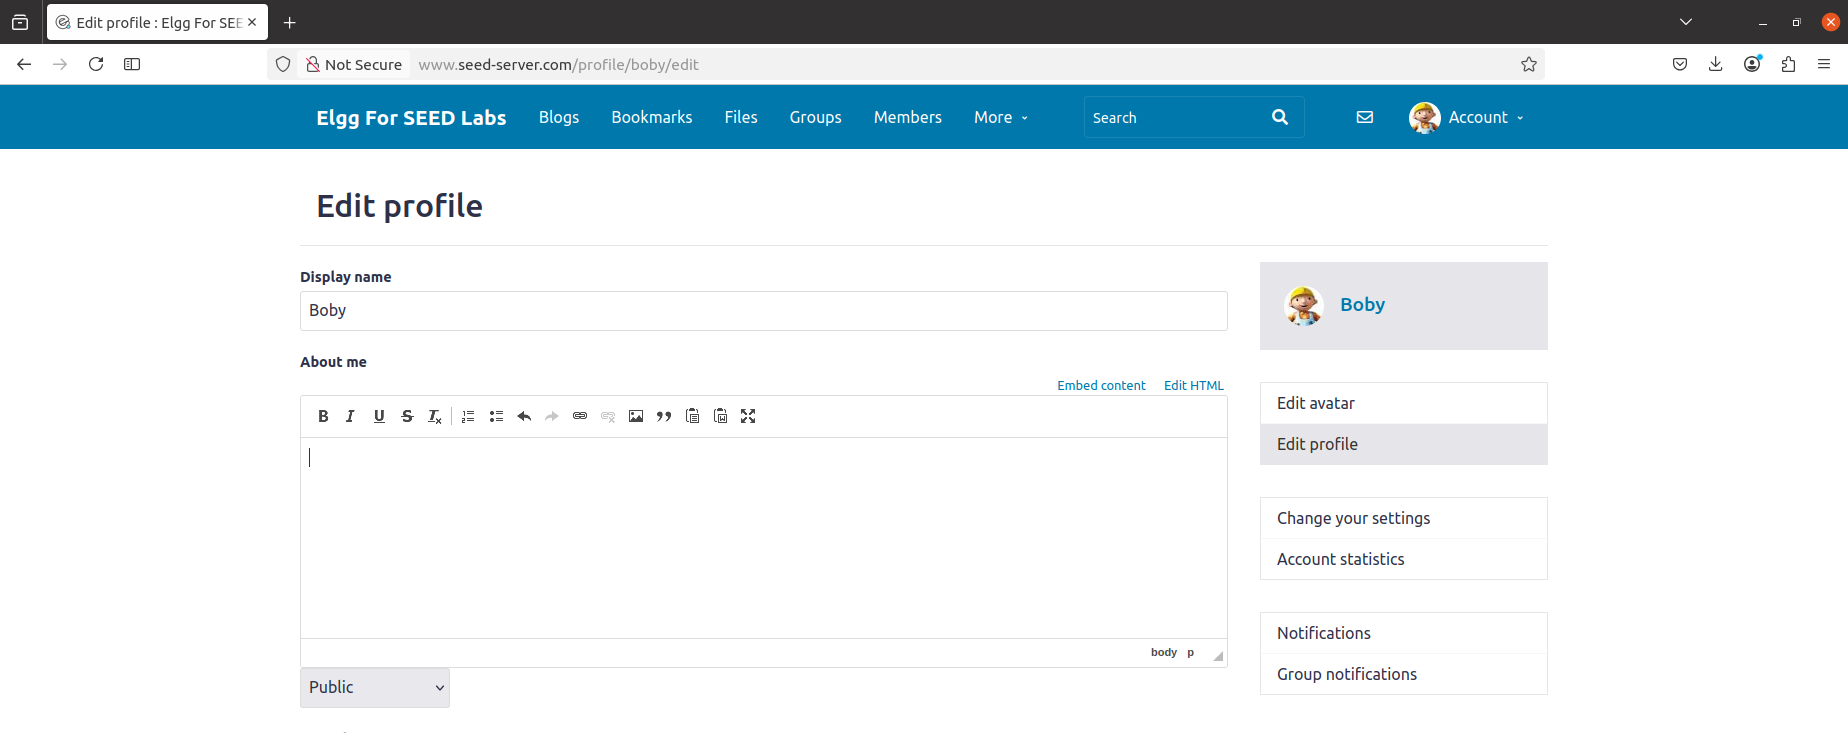 Edit profile : Elgg For SEE
Not Secure www.seed-server.com/profile/boby/edit
Elgg For SEED Labs Blogs Bookmarks Files Groups Members More Search Account
Edit profile
Display name
Boby
About me
Embed content Edit HTML
body p
Public
Boby
Edit avatar
Edit profile
Change your settings
Account statistics
Notifications
Group notifications